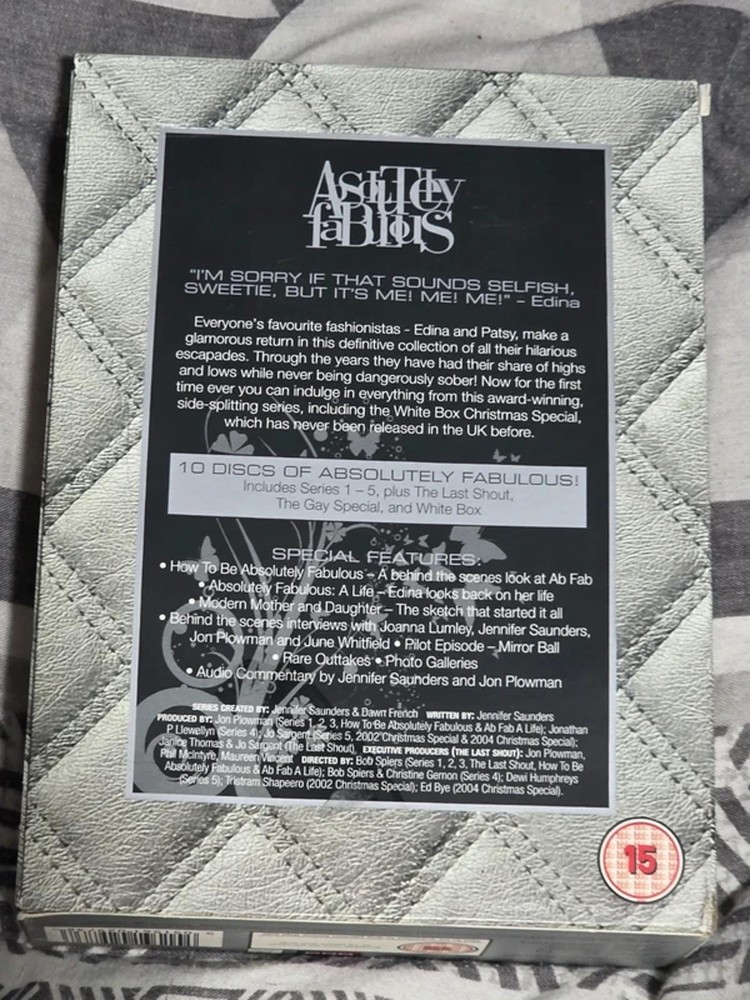 ABSOLUTELY
fABulouS
"I'M SORRY IF THAT SOUNDS SELFISH,
SWEETIE, BUT IT'S ME! ME! ME!" – Edina
Everyone's favourite fashionistas - Edina and Patsy, make a
glamorous return in this definitive collection of all their hilarious
escapades. Through the years they have had their share of highs
and lows while never being dangerously sober! Now for the first
time ever you can indulge in everything from this award-winning,
side-splitting series, including the White Box Christmas Special,
which has never been released in the UK before.
10 DISCS OF ABSOLUTELY FABULOUS!
Includes Series 1 – 5, plus The Last Shout,
The Gay Special, and White Box
SPECIAL FEATURES:
• How To Be Absolutely Fabulous – A behind the scenes look at Ab Fab
• Absolutely Fabulous: A Life – Edina looks back on her life
• Modern Mother and Daughter – The sketch that started it all
• Behind the scenes interviews with Joanna Lumley, Jennifer Saunders,
Jon Plowman and June Whitfield • Pilot Episode – Mirror Ball
• Rare Outtakes • Photo Galleries
• Audio Commentary by Jennifer Saunders and Jon Plowman
SERIES CREATED BY: Jennifer Saunders & Dawn French WRITTEN BY: Jennifer Saunders
PRODUCED BY: Jon Plowman (Series 1, 2, 3, How To Be Absolutely Fabulous & Ab Fab A Life); Jonathan
P Llewellyn (Series 4); Jo Sargent (Series 5, 2002 Christmas Special & 2004 Christmas Special);
Janice Thomas & Jo Sargent (The Last Shout). EXECUTIVE PRODUCERS (THE LAST SHOUT): Jon Plowman,
Phil McIntyre, Maureen Vincent DIRECTED BY: Bob Spiers (Series 1, 2, 3, The Last Shout, How To Be
Absolutely Fabulous & Ab Fab A Life); Bob Spiers & Christine Gernon (Series 4); Dewi Humphreys
(Series 5); Tristram Shapeero (2002 Christmas Special); Ed Bye (2004 Christmas Special).
15